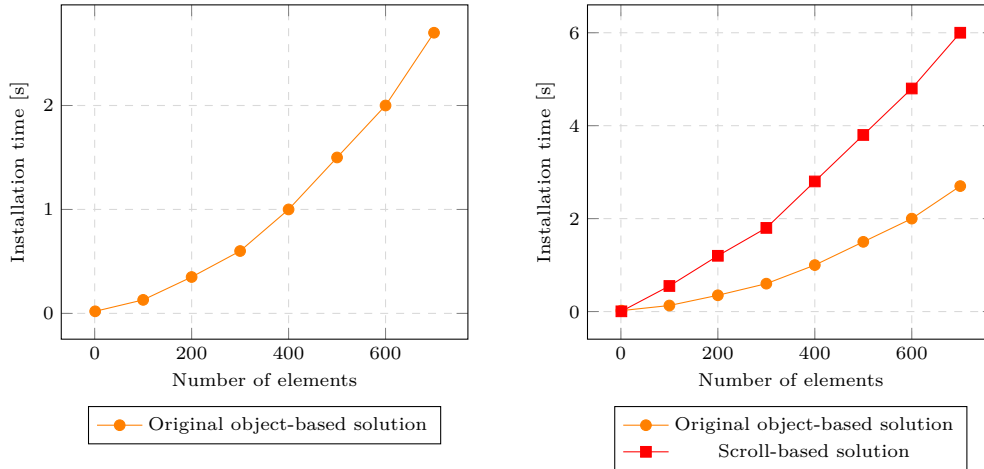 2
1
0
Installation time [s]
0 200 400 600
Number of elements
Original object-based solution
6
4
2
0
Installation time [s]
0 200 400 600
Number of elements
Original object-based solution
Scroll-based solution